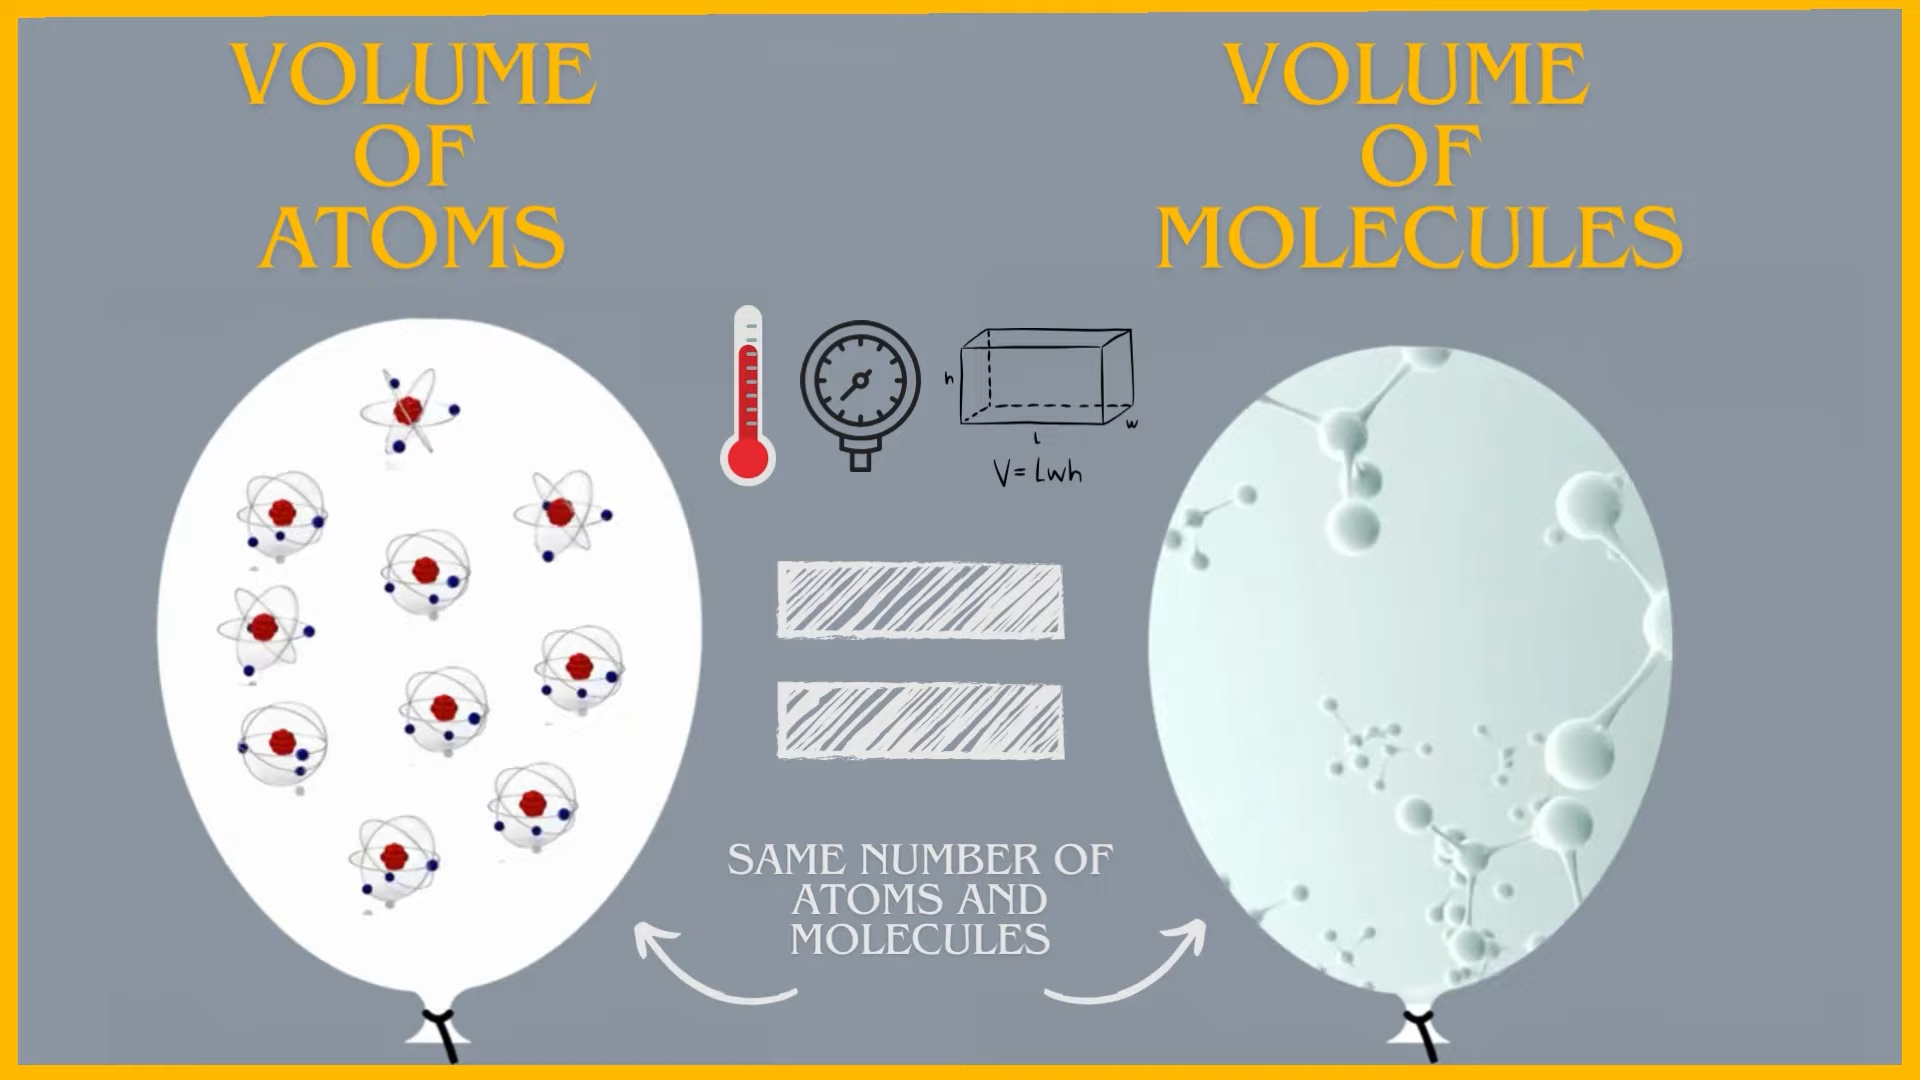 VOLUME
OF
ATOMS
VOLUME
OF
MOLECULES
h
w
L
V= Lwh
SAME NUMBER OF
ATOMS AND
MOLECULES